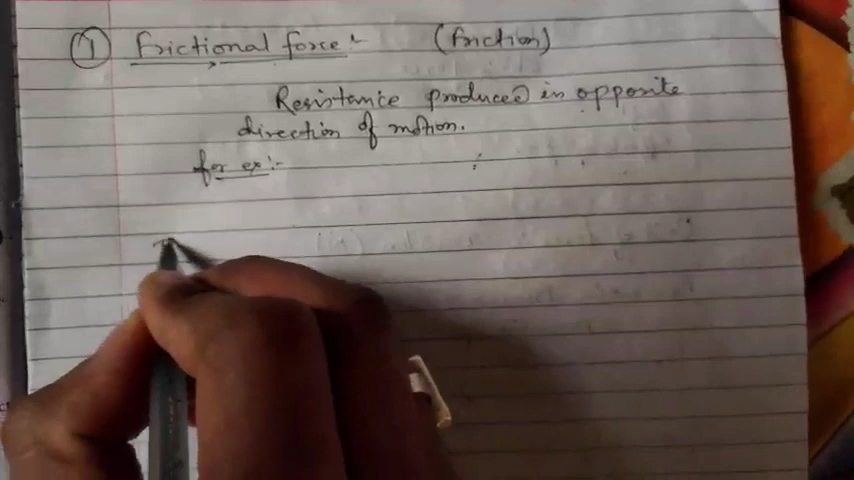 ① Frictional force :- (Friction)
Resistance produced in opposite
direction of motion.
for ex :-